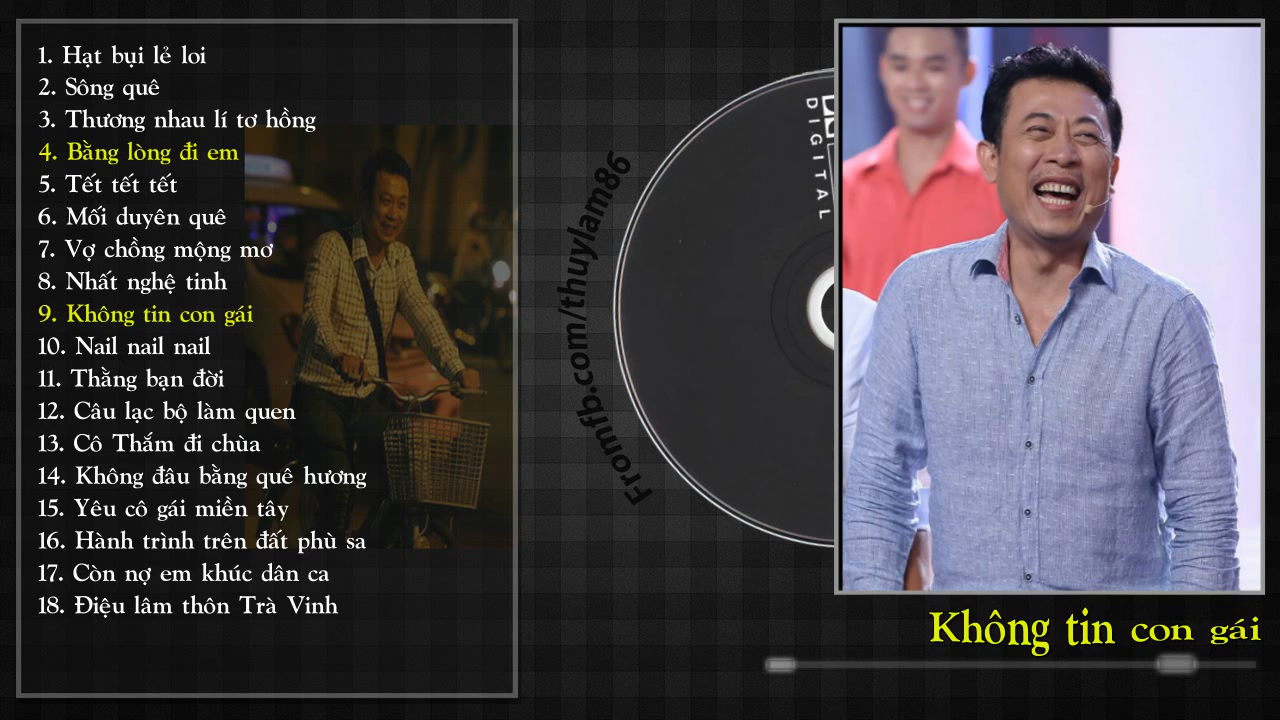 1. Hạt bụi lẻ loi
2. Sông quê
3. Thương nhau lí tơ hồng
4. Bằng lòng đi em
5. Tết tết tết
6. Mối duyên quê
7. Vợ chồng mộng mơ
8. Nhất nghệ tinh
9. Không tin con gái
10. Nail nail nail
11. Thằng bạn đời
12. Câu lạc bộ làm quen
13. Cô Thắm đi chùa
14. Không đâu bằng quê hương
15. Yêu cô gái miền tây
16. Hành trình trên đất phù sa
17. Còn nợ em khúc dân ca
18. Điệu lâm thôn Trà Vinh
Fromfb.com/thuylam86
DIGITAL
Không tin con gái